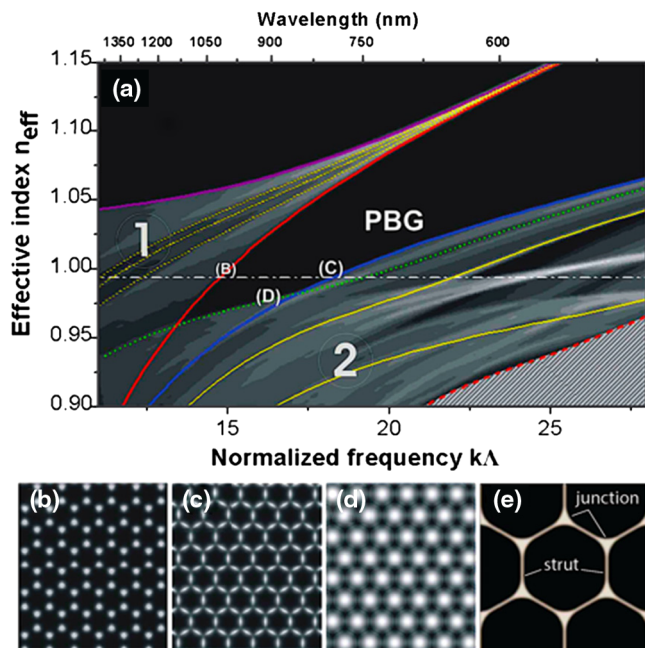 Wavelength (nm)
1350 1200 1050 900 750 600
(a)
1.15
1.10
1.05
1.00
0.95
0.90
Effective index neff
1
PBG
(B)
(C)
(D)
2
15 20 25
Normalized frequency kΛ
(b) (c) (d) (e)
junction
strut